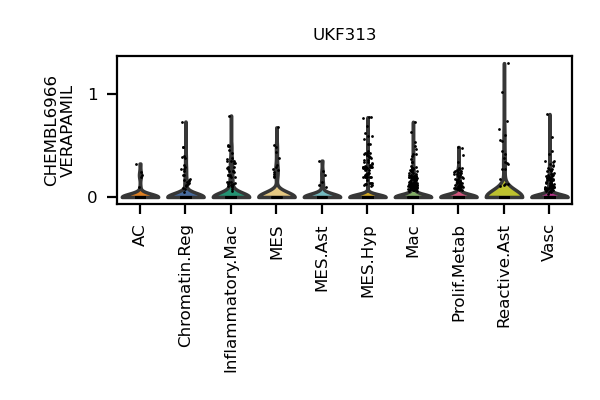 UKF313
CHEMBL6966
VERAPAMIL
1
0
AC
Chromatin.Reg
Inflammatory.Mac
MES
MES.Ast
MES.Hyp
Mac
Prolif.Metab
Reactive.Ast
Vasc